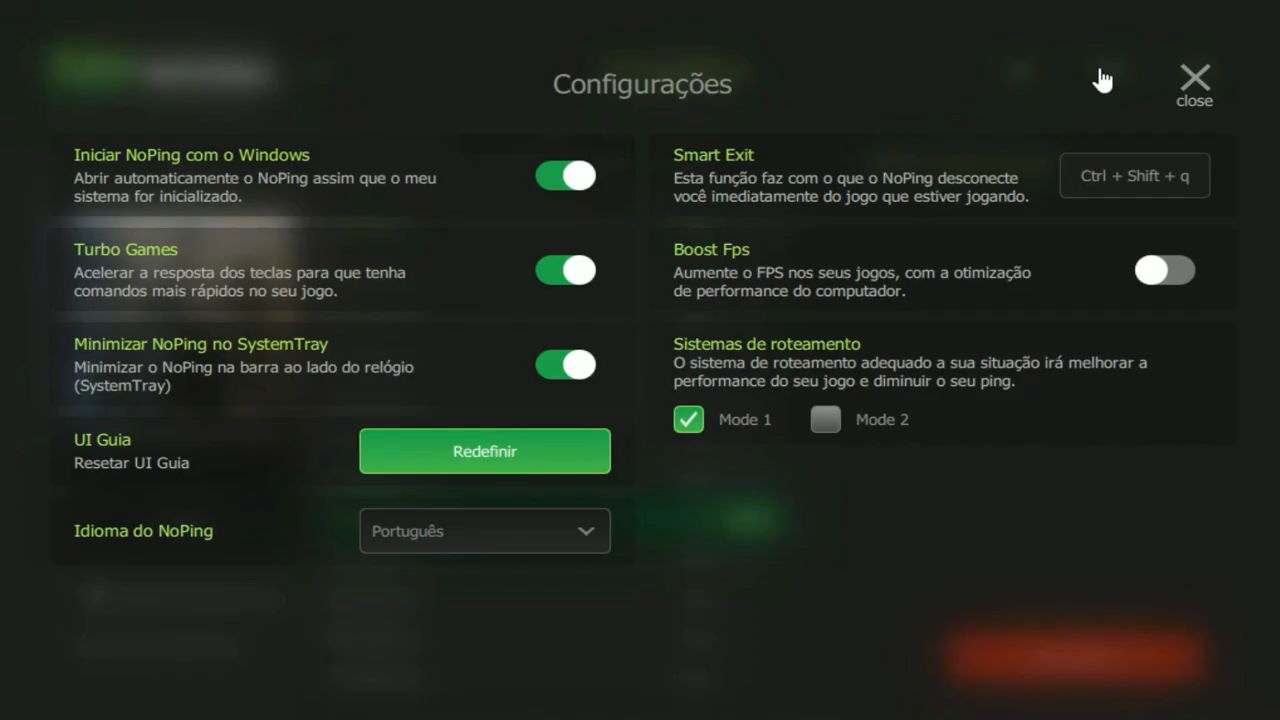 Configurações
close
Iniciar NoPing com o Windows
Abrir automaticamente o NoPing assim que o meu
sistema for inicializado.
Turbo Games
Acelerar a resposta dos teclas para que tenha
comandos mais rápidos no seu jogo.
Minimizar NoPing no SystemTray
Minimizar o NoPing na barra ao lado do relógio
(SystemTray)
UI Guia
Resetar UI Guia
Redefinir
Idioma do NoPing
Português
Smart Exit
Esta função faz com o que o NoPing desconecte
você imediatamente do jogo que estiver jogando.
Ctrl + Shift + q
Boost Fps
Aumente o FPS nos seus jogos, com a otimização
de performance do computador.
Sistemas de roteamento
O sistema de roteamento adequado a sua situação irá melhorar a
performance do seu jogo e diminuir o seu ping.
Mode 1
Mode 2